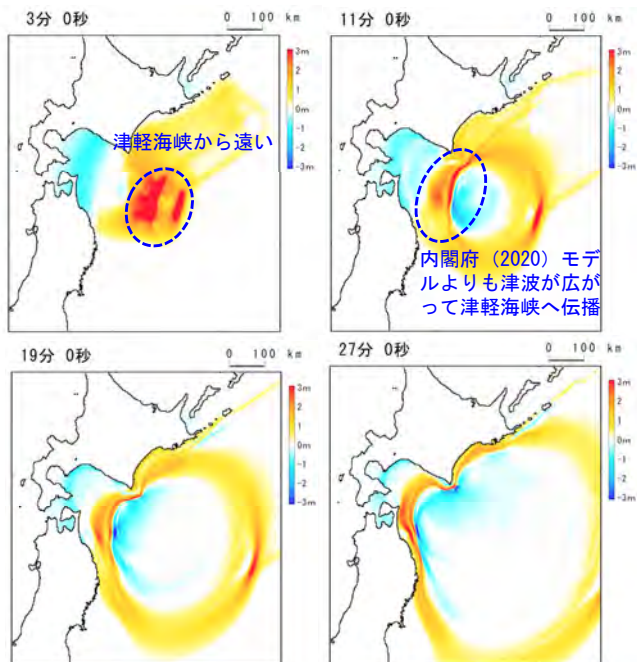 3分 0秒
0 100 km
3m
2
1
0m
-1
-2
-3m
津軽海峡から遠い
11分 0秒
0 100 km
3m
2
1
0m
-1
-2
-3m
内閣府（2020）モデ
ルよりも津波が広が
って津軽海峡へ伝播
19分 0秒
0 100 km
3m
2
1
0m
-1
-2
-3m
27分 0秒
0 100 km
3m
2
1
0m
-1
-2
-3m